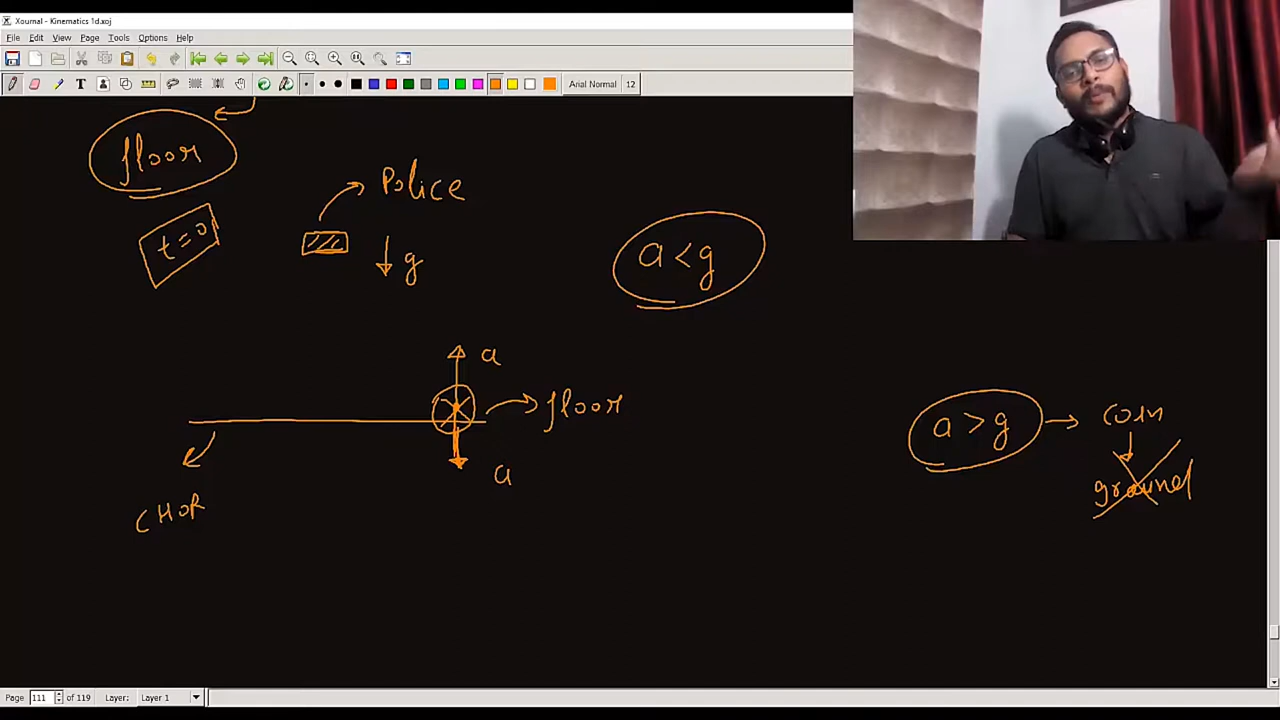 Xournal - Kinematics 1d.xoj
File Edit View Page Tools Options Help
Arial Normal 12
floor
t=0
Police
↓ g
a < g
a
floor
a
CHOR
a > g → coin
ground
Page 111 of 119 Layer: Layer 1